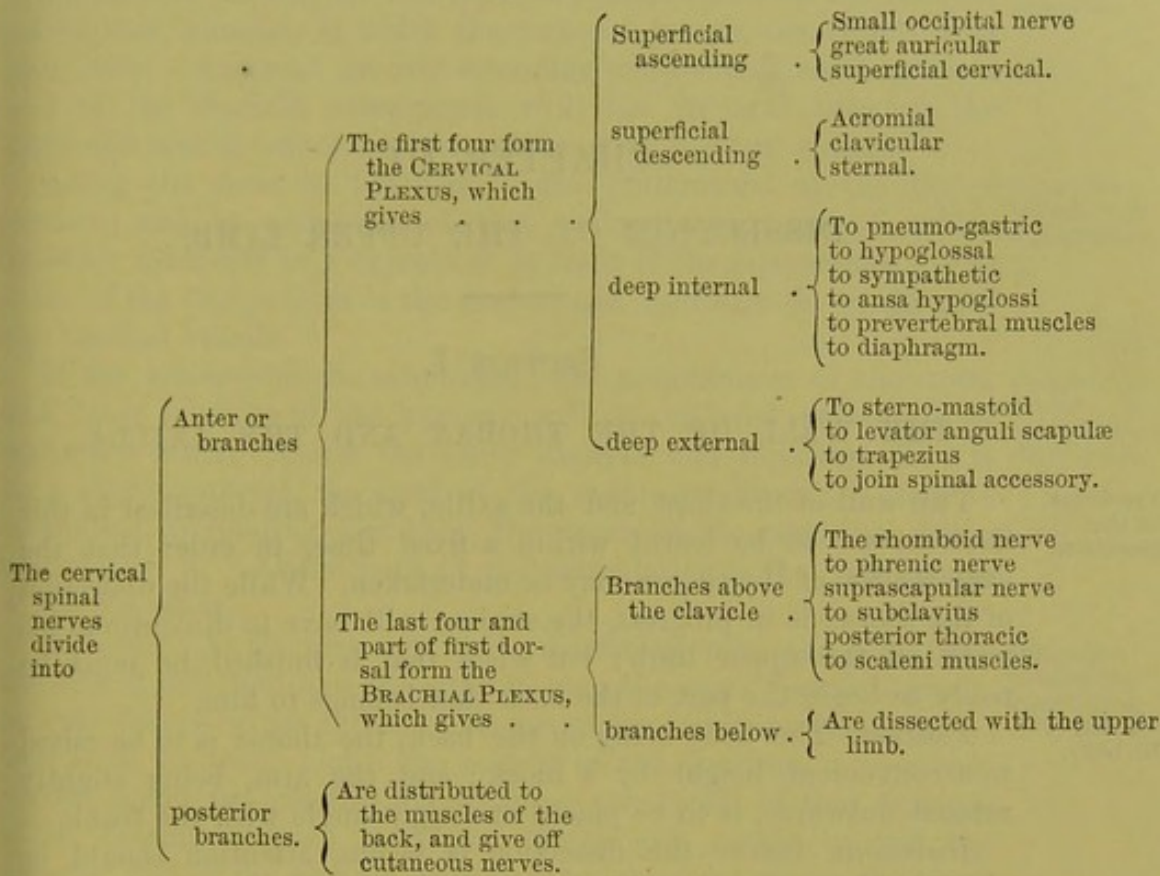 The cervical
spinal
nerves
divide
into
Anter or
branches
The first four form
the CERVICAL
PLEXUS, which
gives . . .
Superficial
ascending .
Small occipital nerve
great auricular
superficial cervical.
superficial
descending .
Acromial
clavicular
sternal.
deep internal .
To pneumo-gastric
to hypoglossal
to sympathetic
to ansa hypoglossi
to prevertebral muscles
to diaphragm.
deep external .
To sterno-mastoid
to levator anguli scapulæ
to trapezius
to join spinal accessory.
The last four and
part of first dor-
sal form the
BRACHIAL PLEXUS,
which gives . .
Branches above
the clavicle .
The rhomboid nerve
to phrenic nerve
suprascapular nerve
to subclavius
posterior thoracic
to scaleni muscles.
branches below .
Are dissected with the upper
limb.
posterior
branches.
Are distributed to
the muscles of the
back, and give off
cutaneous nerves.